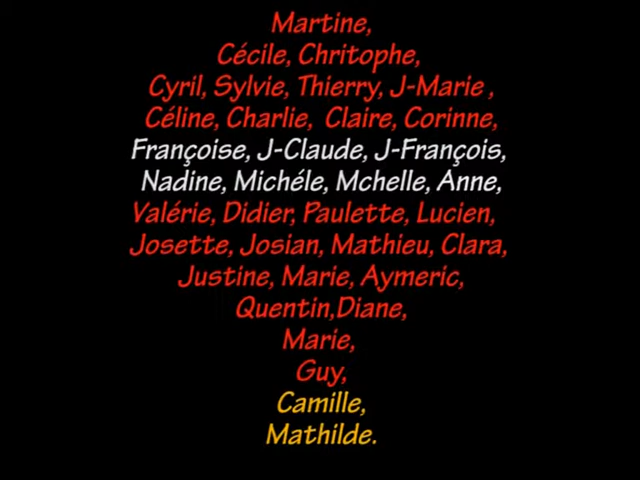 Martine,
Cécile, Chritophe,
Cyril, Sylvie, Thierry, J-Marie ,
Céline, Charlie, Claire, Corinne,
Françoise, J-Claude, J-François,
Nadine, Michéle, Mchelle, Anne,
Valérie, Didier, Paulette, Lucien,
Josette, Josian, Mathieu, Clara,
Justine, Marie, Aymeric,
Quentin,Diane,
Marie,
Guy,
Camille,
Mathilde.